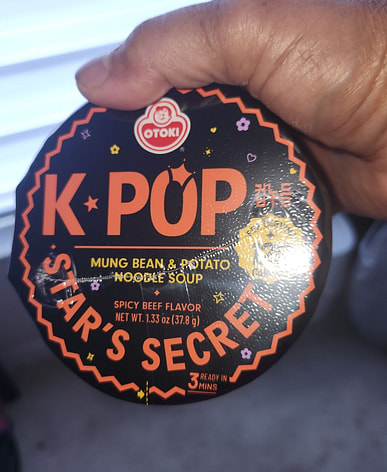 OTOKI
K★POP
컵누들
MUNG BEAN & POTATO
NOODLE SOUP
SPICY BEEF FLAVOR
NET WT. 1.33 oz (37.8 g)
STAR'S SECRET
3 READY IN
MINS